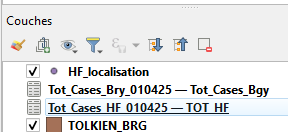 Couches
HF_localisation
Tot_Cases_Bry_010425 — Tot_Cases_Bgy
Tot_Cases_HF_010425 — TOT_HF
TOLKIEN_BRG